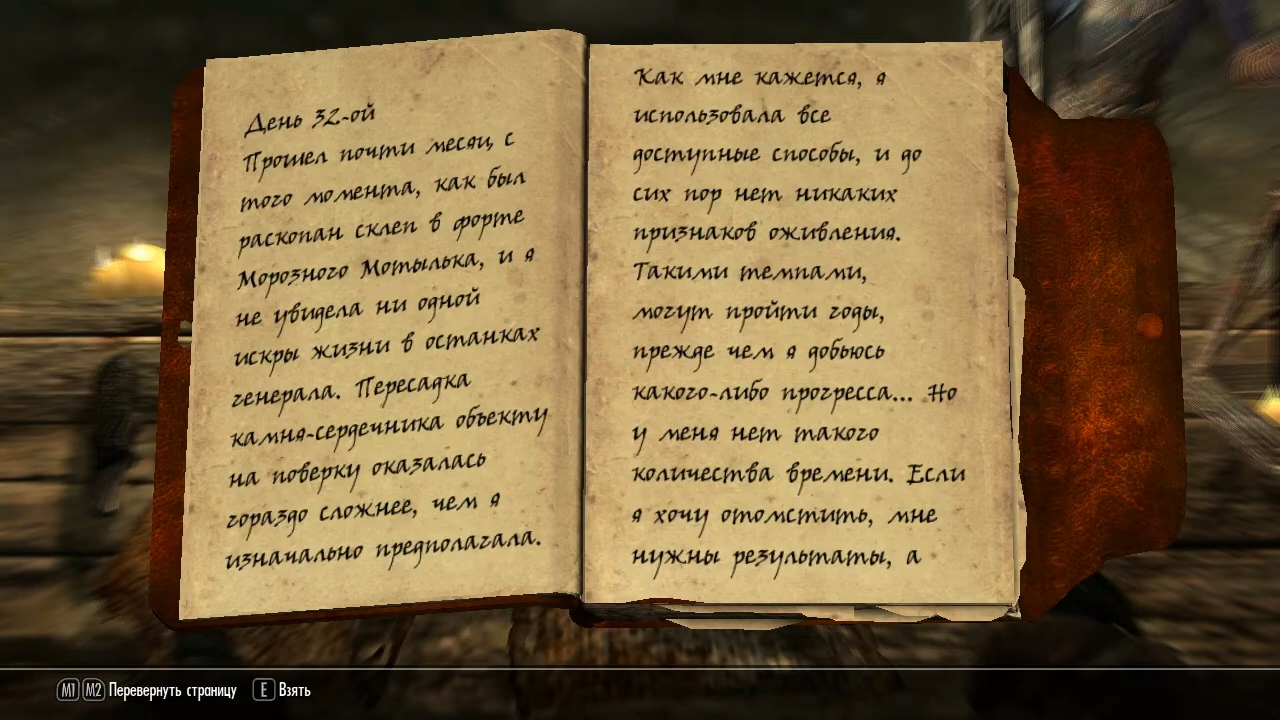 День 32-ой
Прошел почти месяц с
того момента, как был
раскопан склеп в форте
Морозного Мотылька, и я
не увидела ни одной
искры жизни в останках
генерала. Пересадка
камня-сердечника объекту
на поверку оказалась
гораздо сложнее, чем я
изначально предполагала.
Как мне кажется, я
использовала все
доступные способы, и до
сих пор нет никаких
признаков оживления.
Такими темпами,
могут пройти годы,
прежде чем я добьюсь
какого-либо прогресса... Но
у меня нет такого
количества времени. Если
я хочу отомстить, мне
нужны результаты, а
M1 M2 Перевернуть страницу E Взять